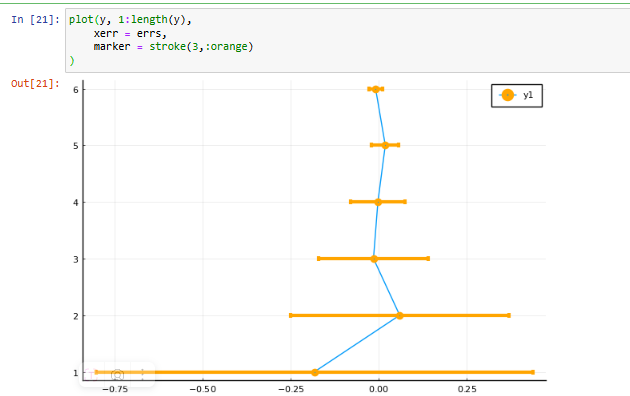 In [21]: plot(y, 1:length(y),
xerr = errs,
marker = stroke(3,:orange)
)
Out[21]:
6
y1
5
4
3
2
1
−0.75 −0.50 −0.25 0.00 0.25